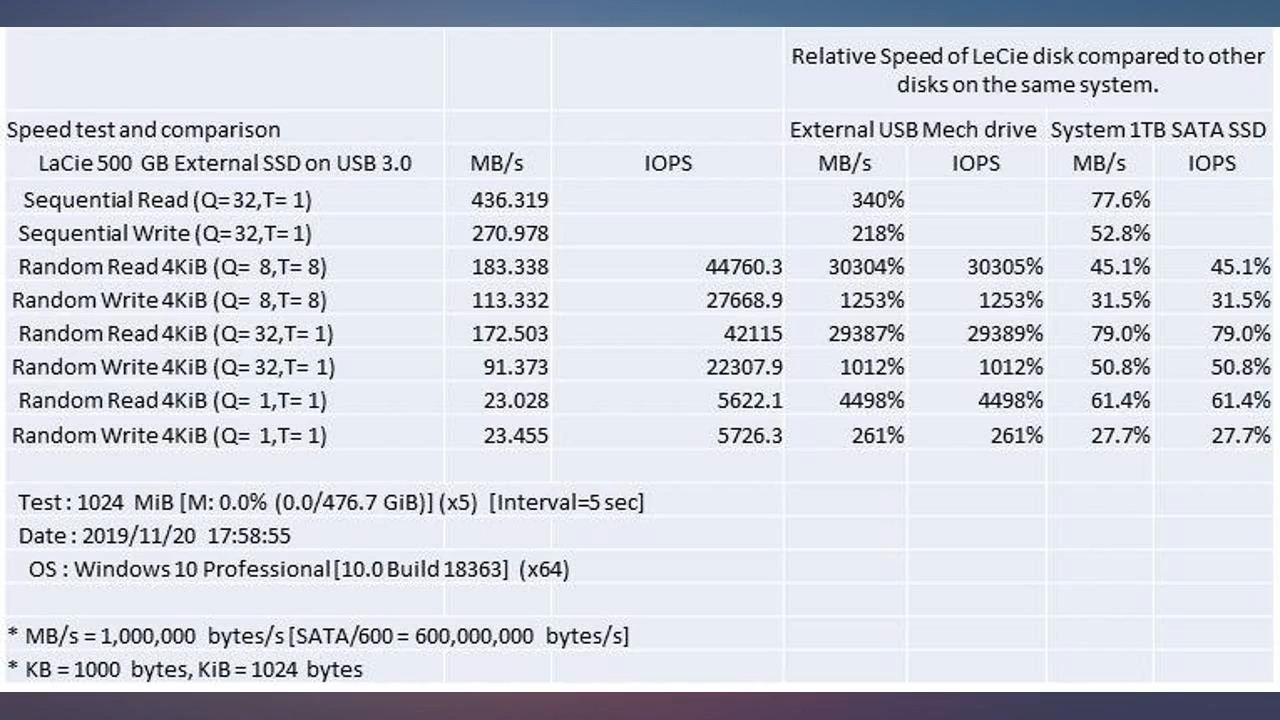 Relative Speed of LeCie disk compared to other
disks on the same system.
Speed test and comparison External USB Mech drive System 1TB SATA SSD
LaCie 500 GB External SSD on USB 3.0 MB/s IOPS MB/s IOPS MB/s IOPS
Sequential Read (Q= 32,T= 1) 436.319 340% 77.6%
Sequential Write (Q= 32,T= 1) 270.978 218% 52.8%
Random Read 4KiB (Q= 8,T= 8) 183.338 44760.3 30304% 30305% 45.1% 45.1%
Random Write 4KiB (Q= 8,T= 8) 113.332 27668.9 1253% 1253% 31.5% 31.5%
Random Read 4KiB (Q= 32,T= 1) 172.503 42115 29387% 29389% 79.0% 79.0%
Random Write 4KiB (Q= 32,T= 1) 91.373 22307.9 1012% 1012% 50.8% 50.8%
Random Read 4KiB (Q= 1,T= 1) 23.028 5622.1 4498% 4498% 61.4% 61.4%
Random Write 4KiB (Q= 1,T= 1) 23.455 5726.3 261% 261% 27.7% 27.7%
Test : 1024 MiB [M: 0.0% (0.0/476.7 GiB)] (x5) [Interval=5 sec]
Date : 2019/11/20 17:58:55
OS : Windows 10 Professional [10.0 Build 18363] (x64)
* MB/s = 1,000,000 bytes/s [SATA/600 = 600,000,000 bytes/s]
* KB = 1000 bytes, KiB = 1024 bytes